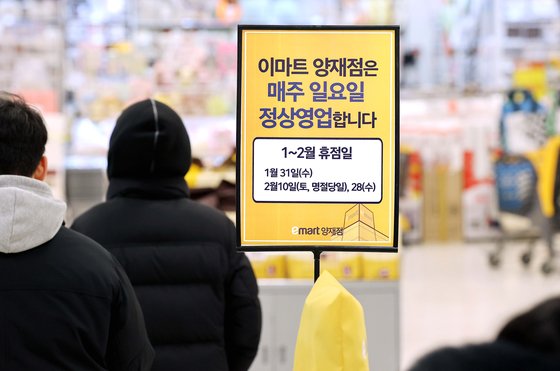 이마트 양재점은
매주 일요일
정상영업합니다
1~2월 휴점일
1월 31일(수)
2월10일(토, 명절당일), 28(수)
emart 양재점